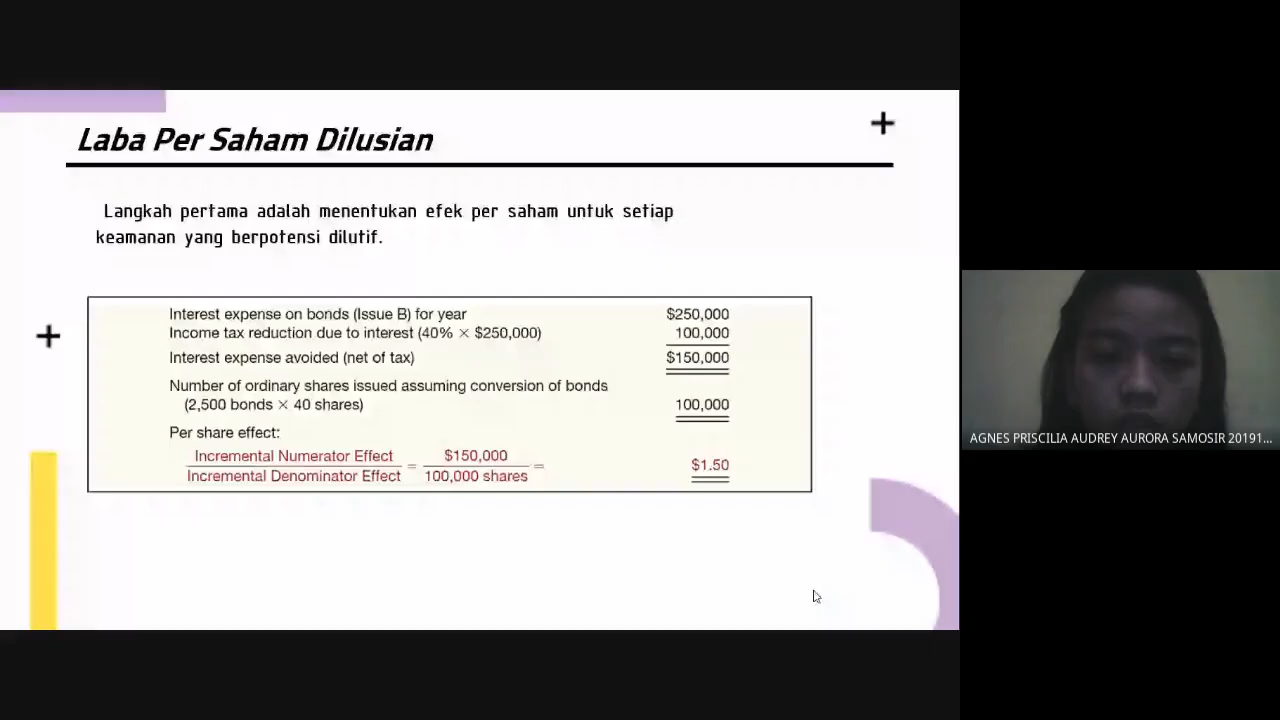 Laba Per Saham Dilusian
Langkah pertama adalah menentukan efek per saham untuk setiap
keamanan yang berpotensi dilutif.
Interest expense on bonds (Issue B) for year $250,000
Income tax reduction due to interest (40% × $250,000) 100,000
Interest expense avoided (net of tax) $150,000
Number of ordinary shares issued assuming conversion of bonds
(2,500 bonds × 40 shares) 100,000
Per share effect:
Incremental Numerator Effect $150,000
= = $1.50
Incremental Denominator Effect 100,000 shares
AGNES PRISCILIA AUDREY AURORA SAMOSIR 20191...